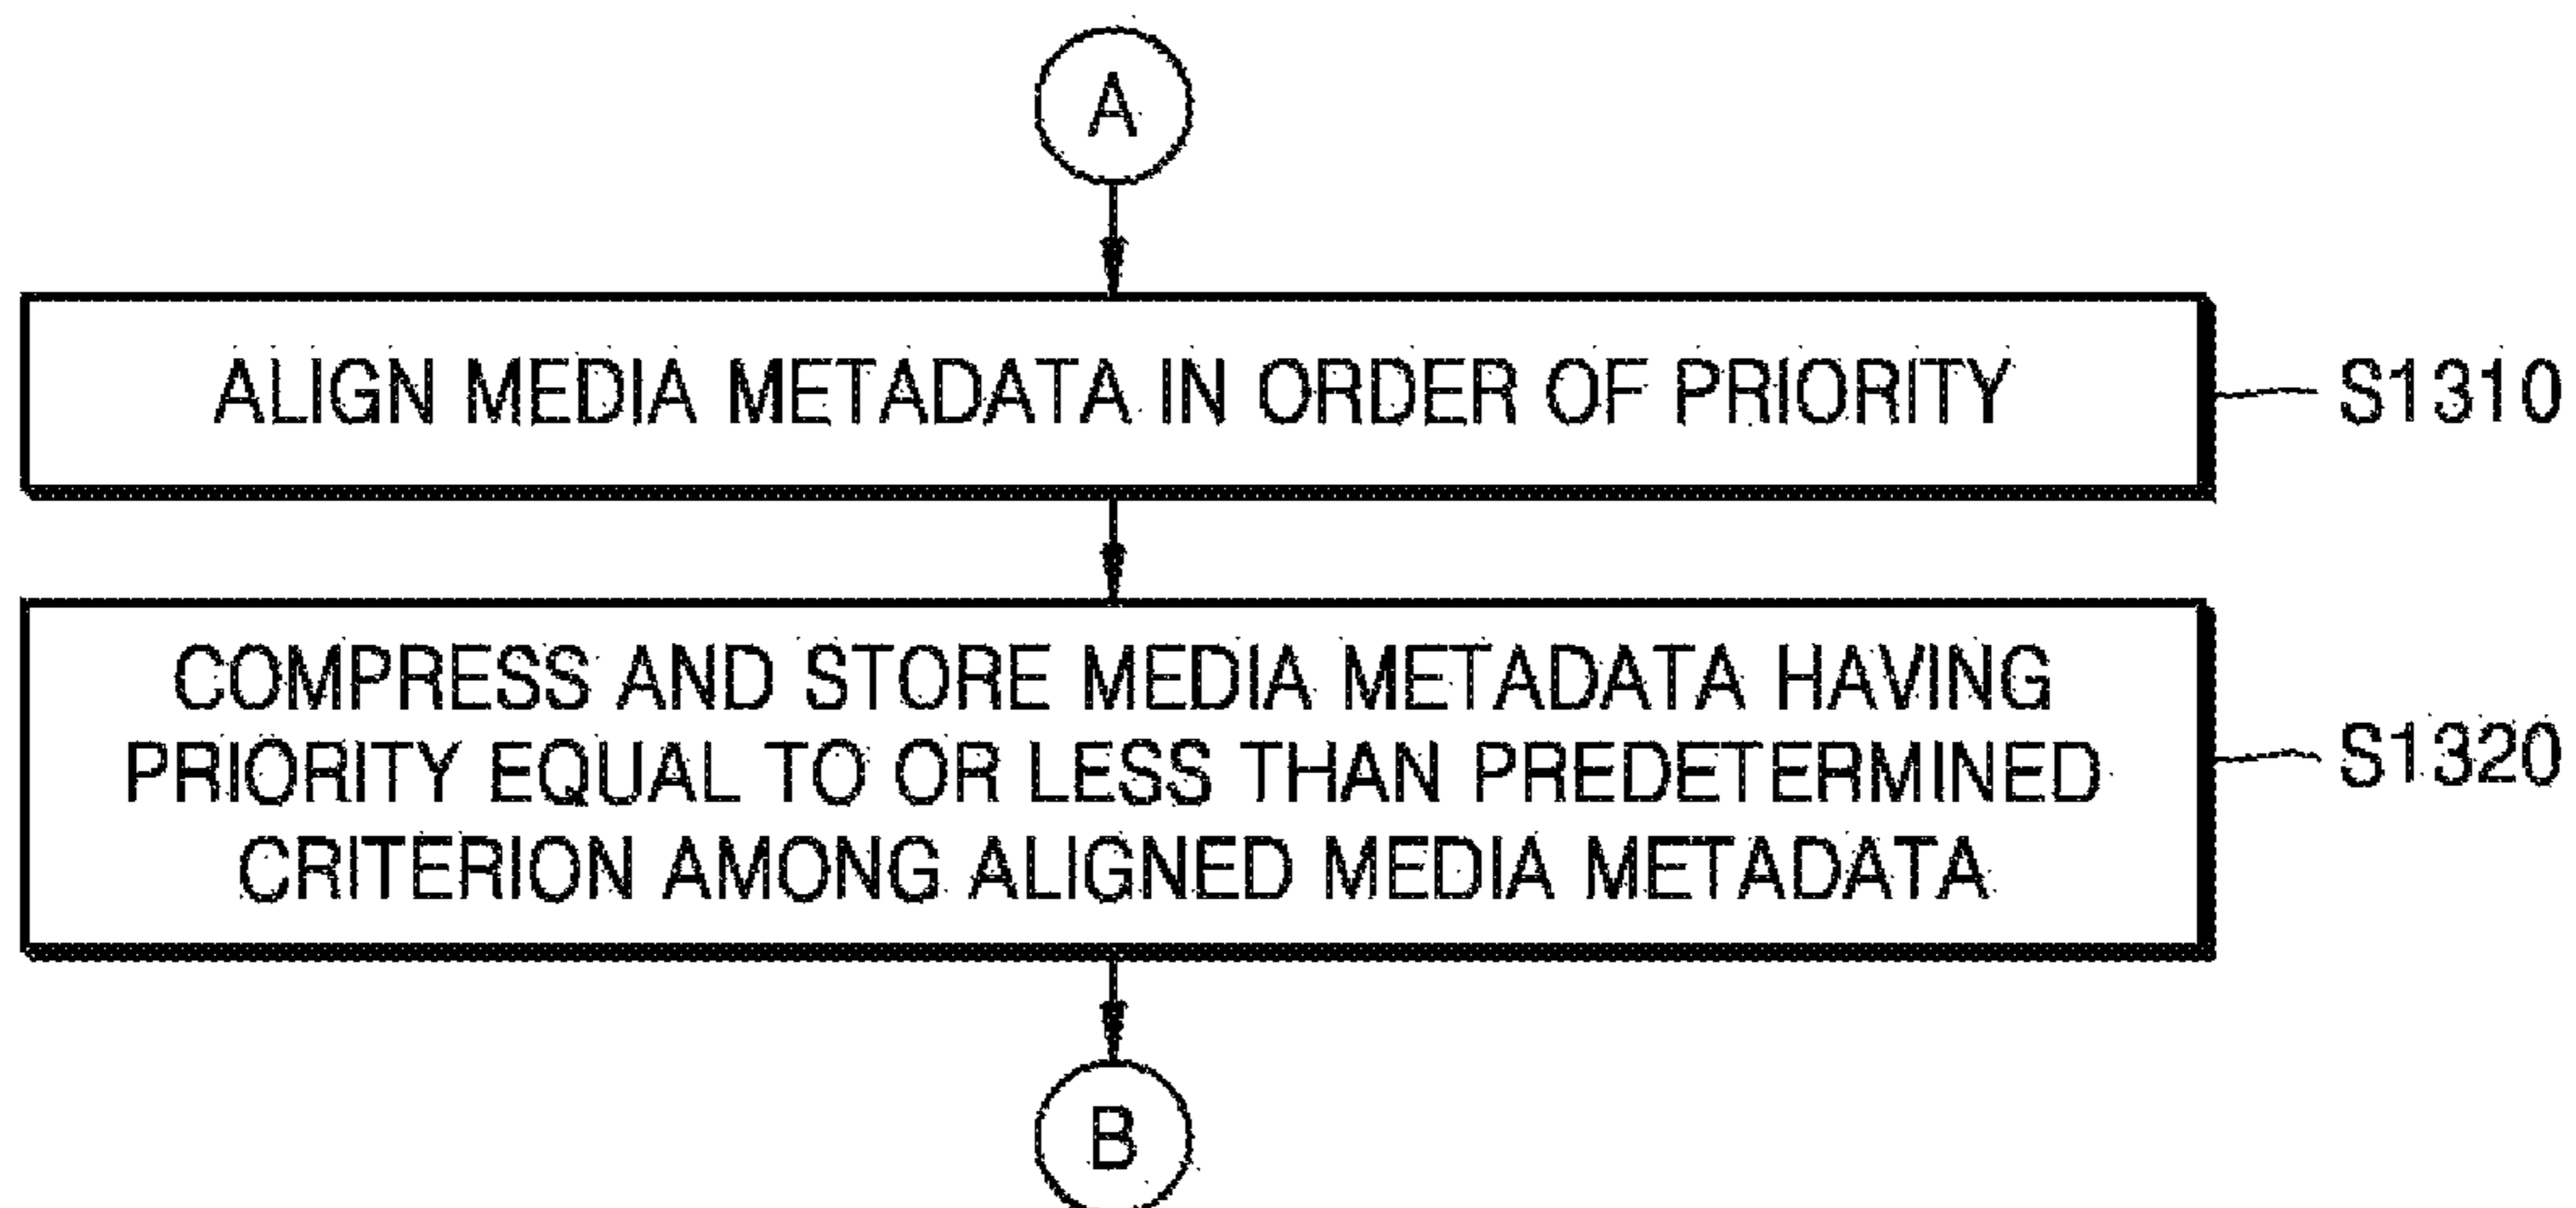 A
ALIGN MEDIA METADATA IN ORDER OF PRIORITY
S1310
COMPRESS AND STORE MEDIA METADATA HAVING
PRIORITY EQUAL TO OR LESS THAN PREDETERMINED
CRITERION AMONG ALIGNED MEDIA METADATA
S1320
B